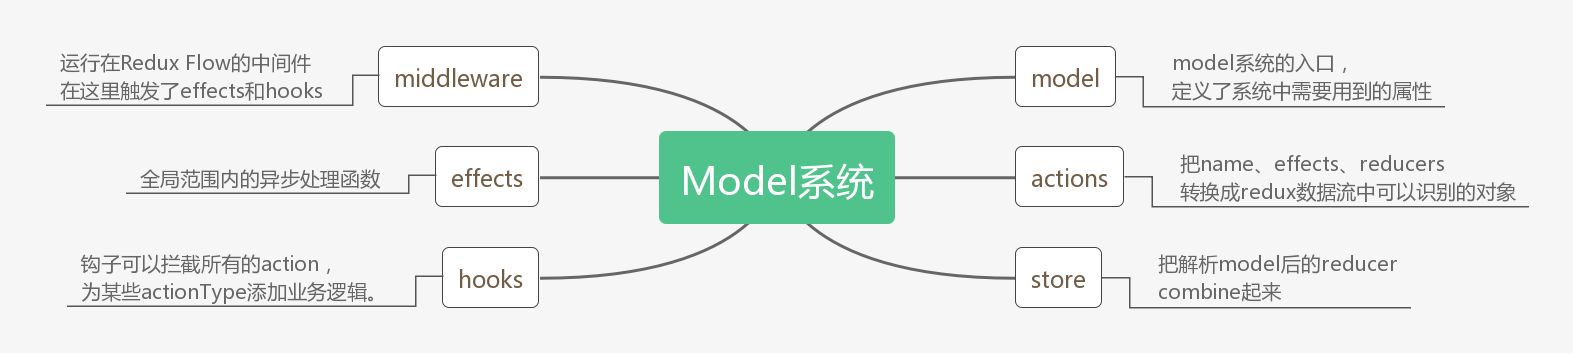 Model系统
middleware
运行在Redux Flow的中间件
在这里触发了effects和hooks
effects
全局范围内的异步处理函数
hooks
钩子可以拦截所有的action，
为某些actionType添加业务逻辑。
model
model系统的入口，
定义了系统中需要用到的属性
actions
把name、effects、reducers
转换成redux数据流中可以识别的对象
store
把解析model后的reducer
combine起来